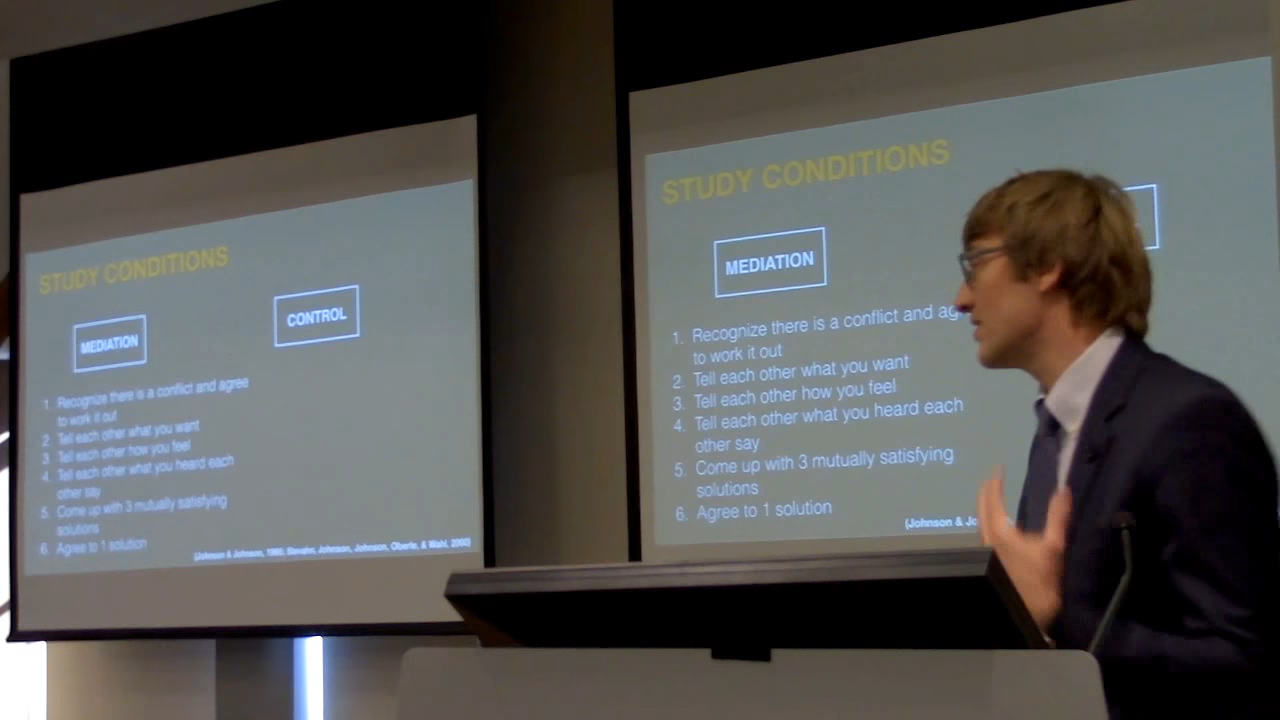 STUDY CONDITIONS
MEDIATION
CONTROL
1. Recognize there is a conflict and agree
to work it out
2. Tell each other what you want
3. Tell each other how you feel
4. Tell each other what you heard each
other say
5. Come up with 3 mutually satisfying
solutions
6. Agree to 1 solution
(Johnson & Johnson, Johnson, Johnson, & Wahl, 2000)
STUDY CONDITIONS
MEDIATION
1. Recognize there is a conflict and ag
to work it out
2. Tell each other what you want
3. Tell each other how you feel
4. Tell each other what you heard each
other say
5. Come up with 3 mutually satisfying
solutions
6. Agree to 1 solution
(Johnson & Jo